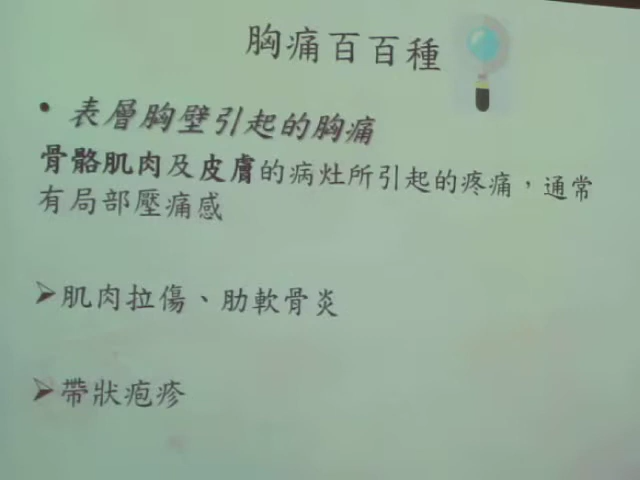 胸痛百百種
• 表層胸壁引起的胸痛
骨骼肌肉及皮膚的病灶所引起的疼痛，通常
有局部壓痛感
➢肌肉拉傷、肋軟骨炎
➢帶狀疱疹